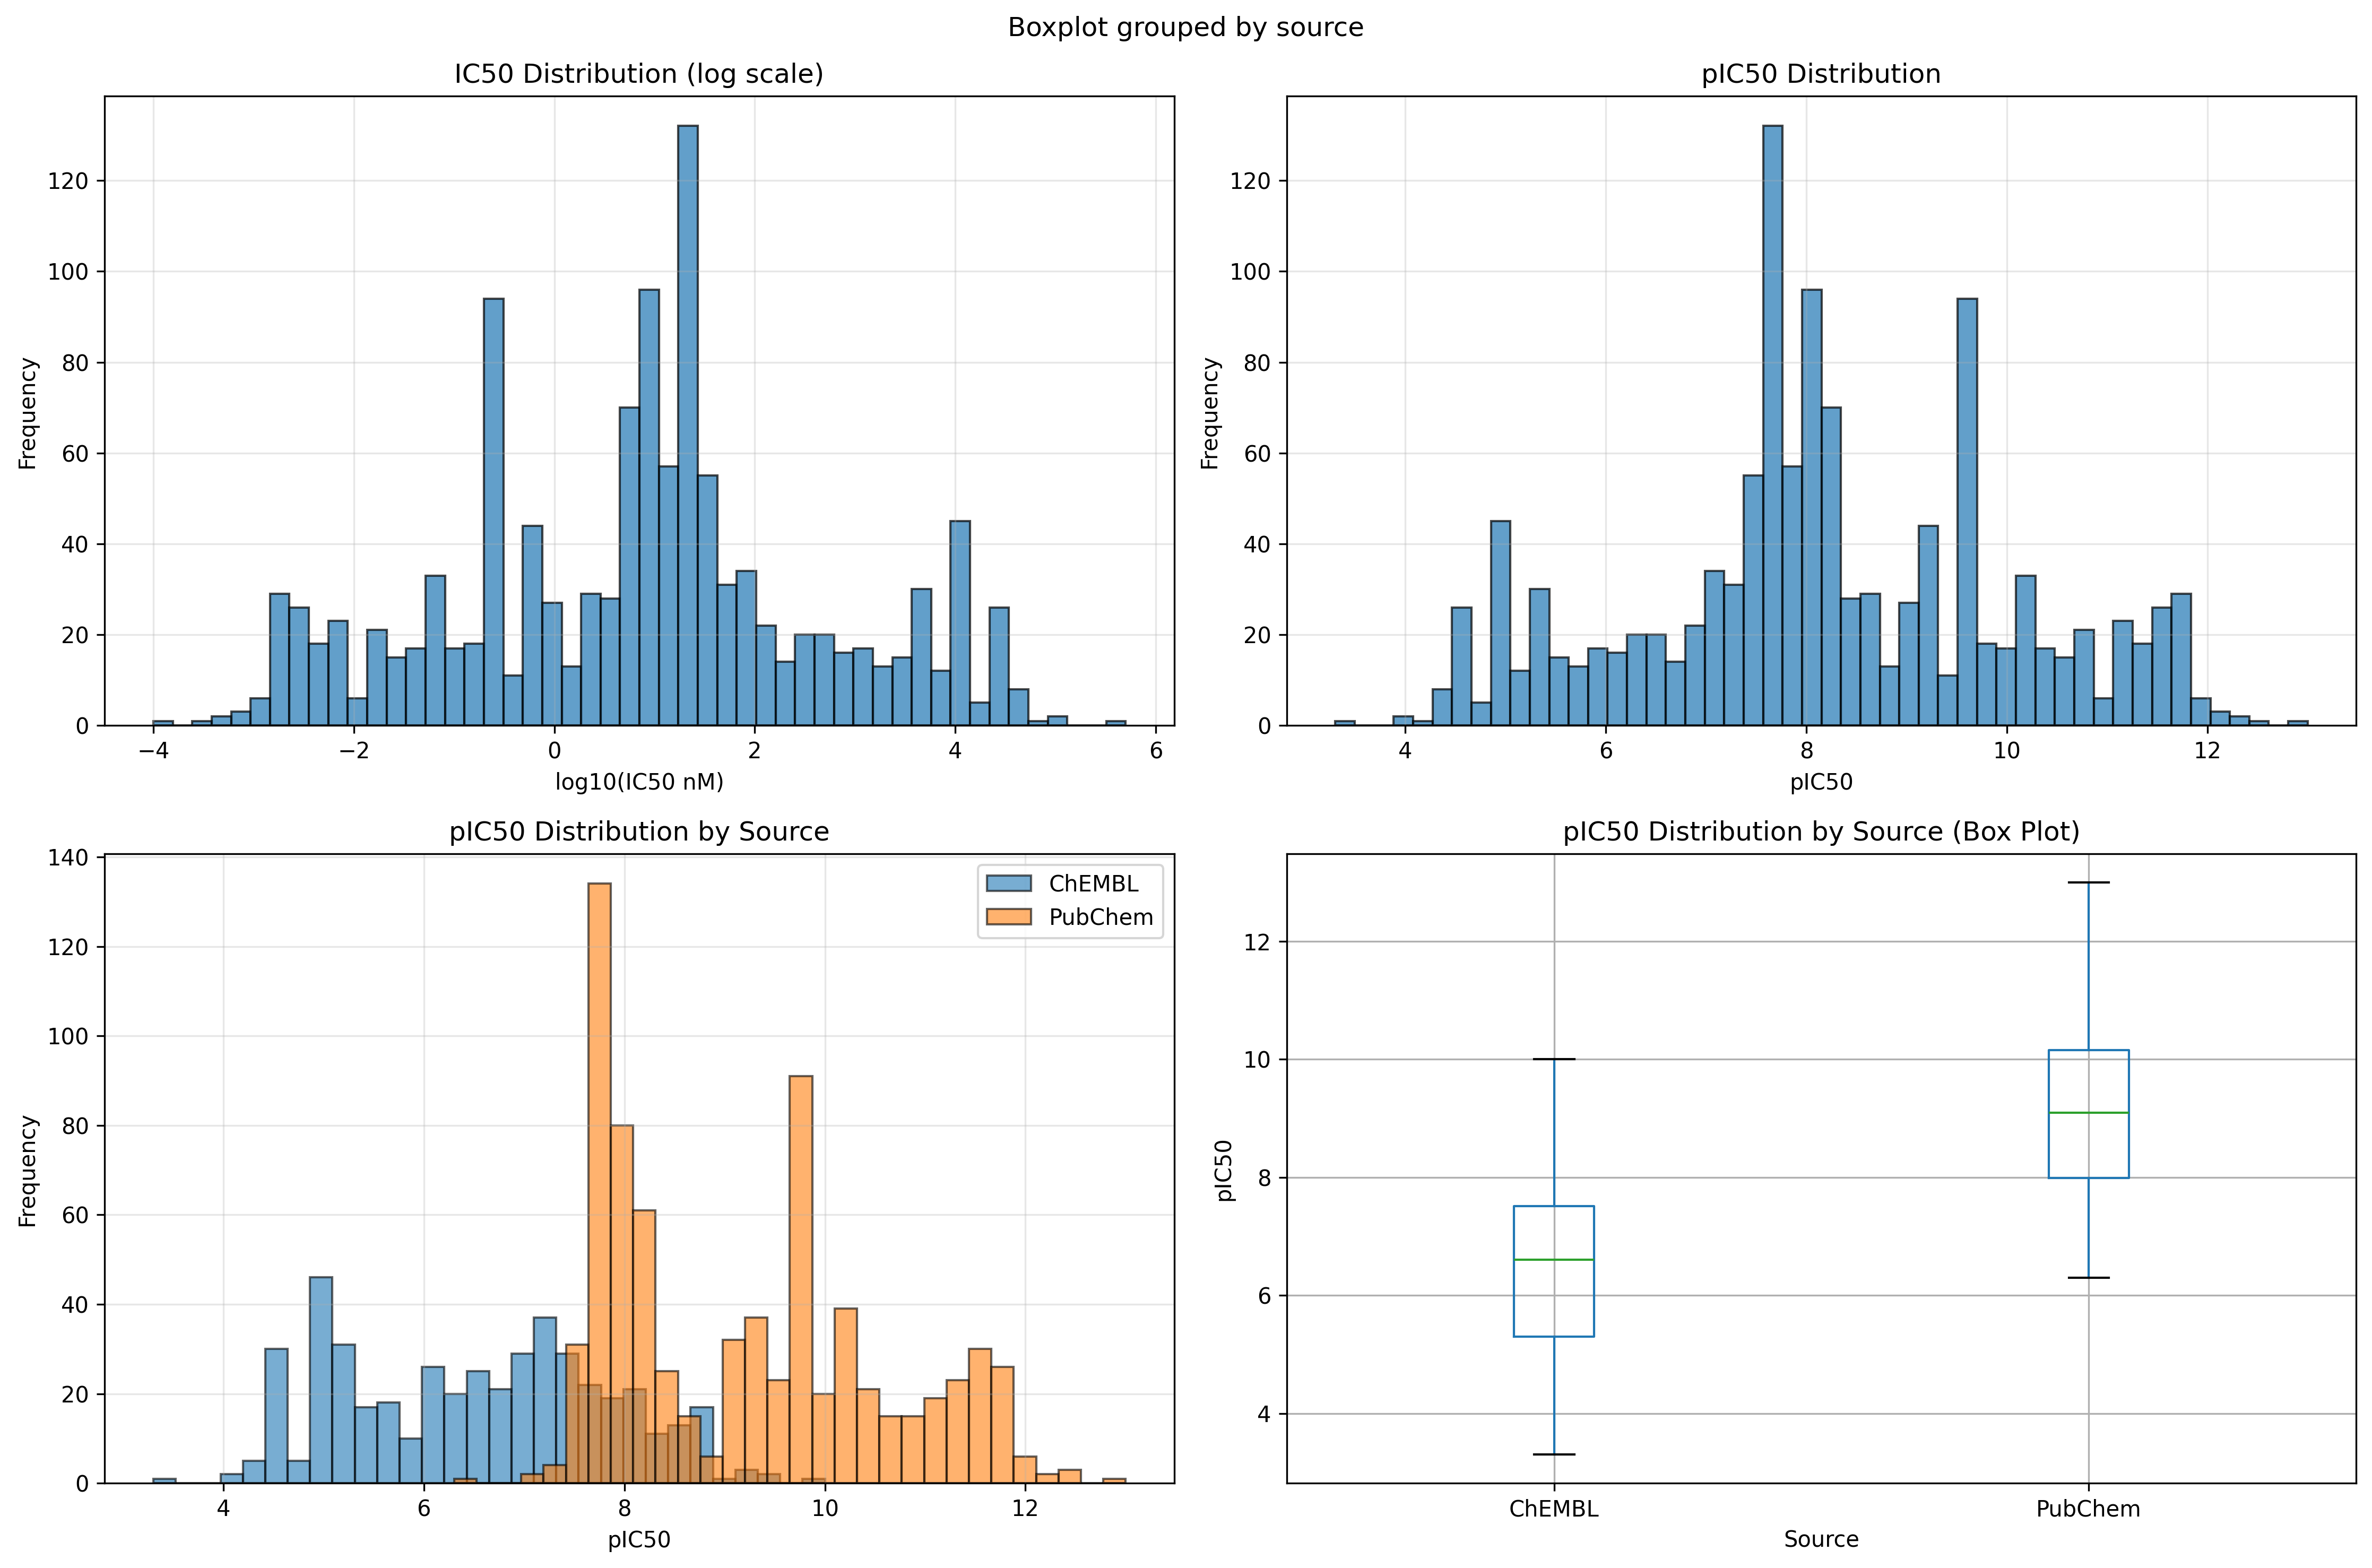 Boxplot grouped by source
IC50 Distribution (log scale)
Frequency
120
100
80
60
40
20
0
−4
−2
0
2
4
6
log10(IC50 nM)
pIC50 Distribution
Frequency
120
100
80
60
40
20
0
4
6
8
10
12
pIC50
pIC50 Distribution by Source
Frequency
140
120
100
80
60
40
20
0
ChEMBL
PubChem
4
6
8
10
12
pIC50
pIC50 Distribution by Source (Box Plot)
pIC50
12
10
8
6
4
ChEMBL
PubChem
Source